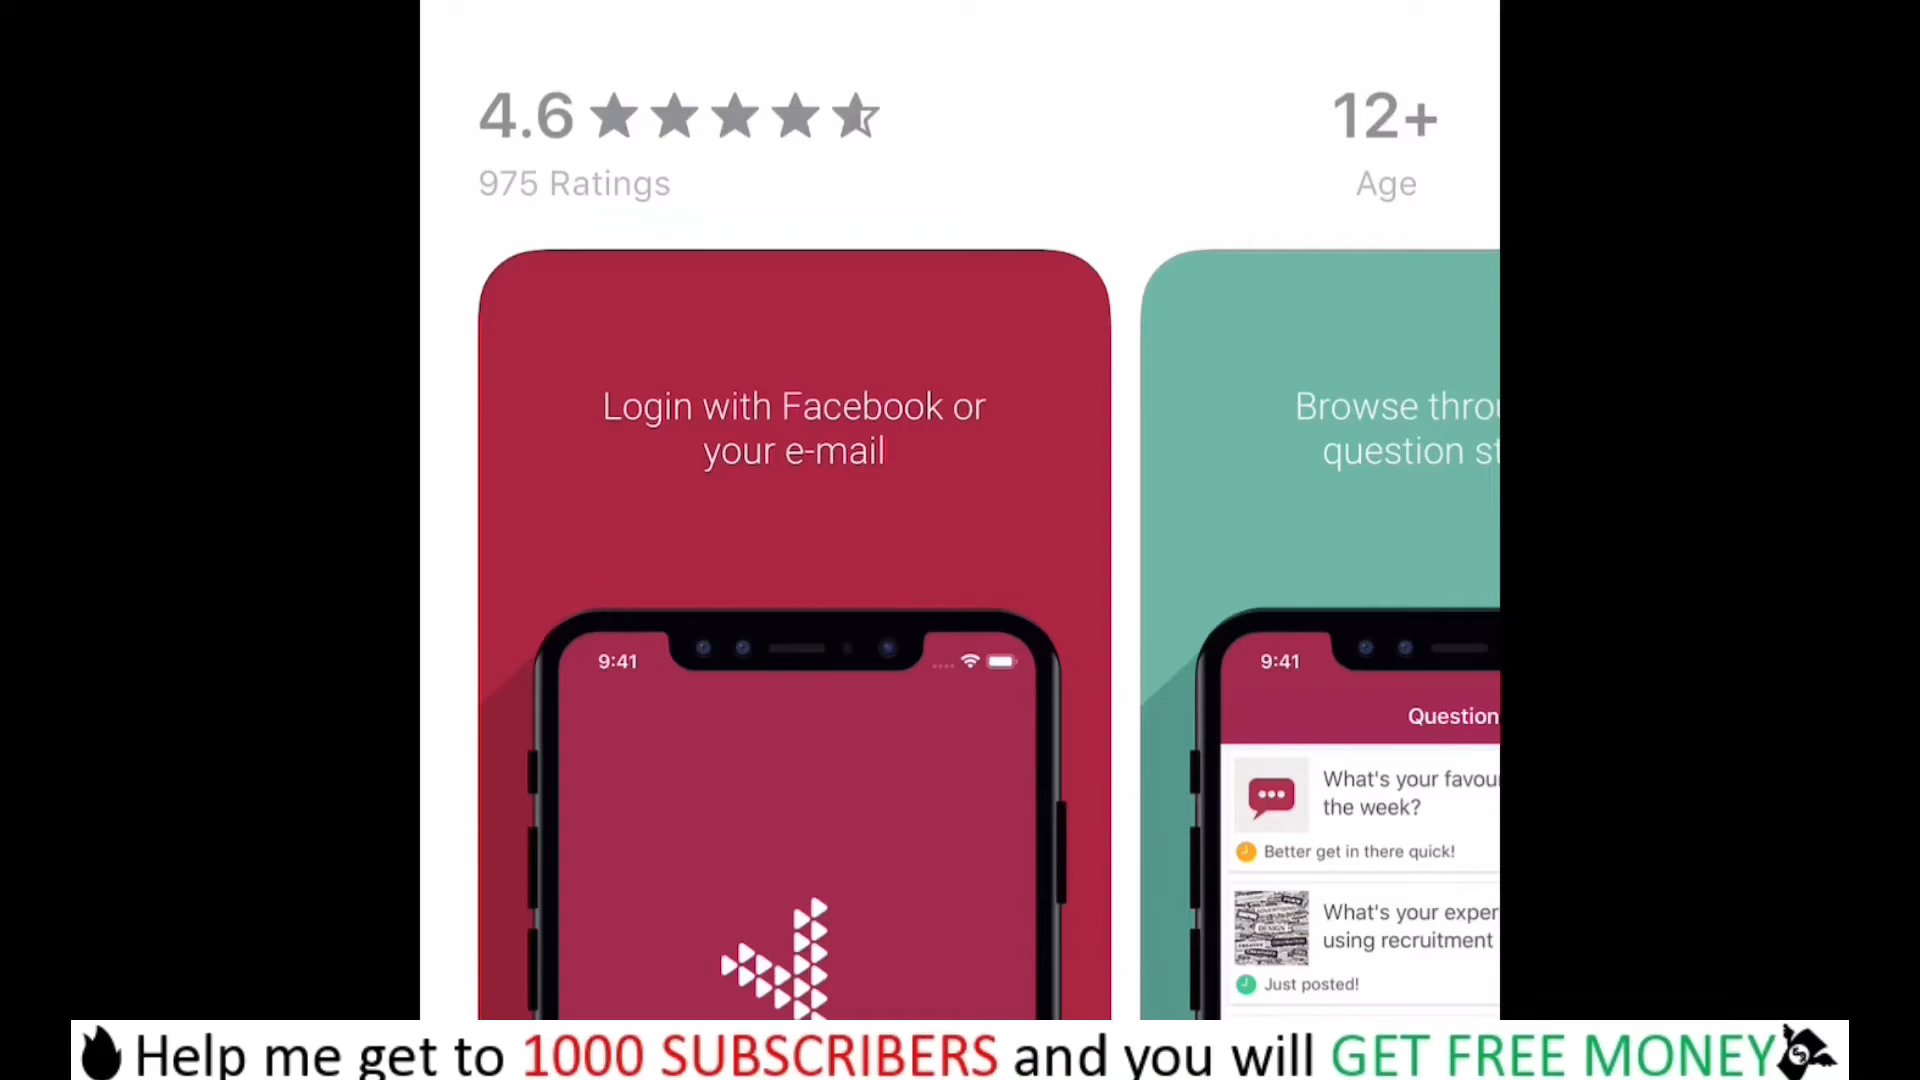 4.6
12+
975 Ratings
Age
Login with Facebook or
your e-mail
Browse
question
9:41
9:41
Question
What's your
the week?
Better get in there quick!
What's your
using recruitment
Just posted!
Help me get to 1000 SUBSCRIBERS and you will GET FREE MONEY